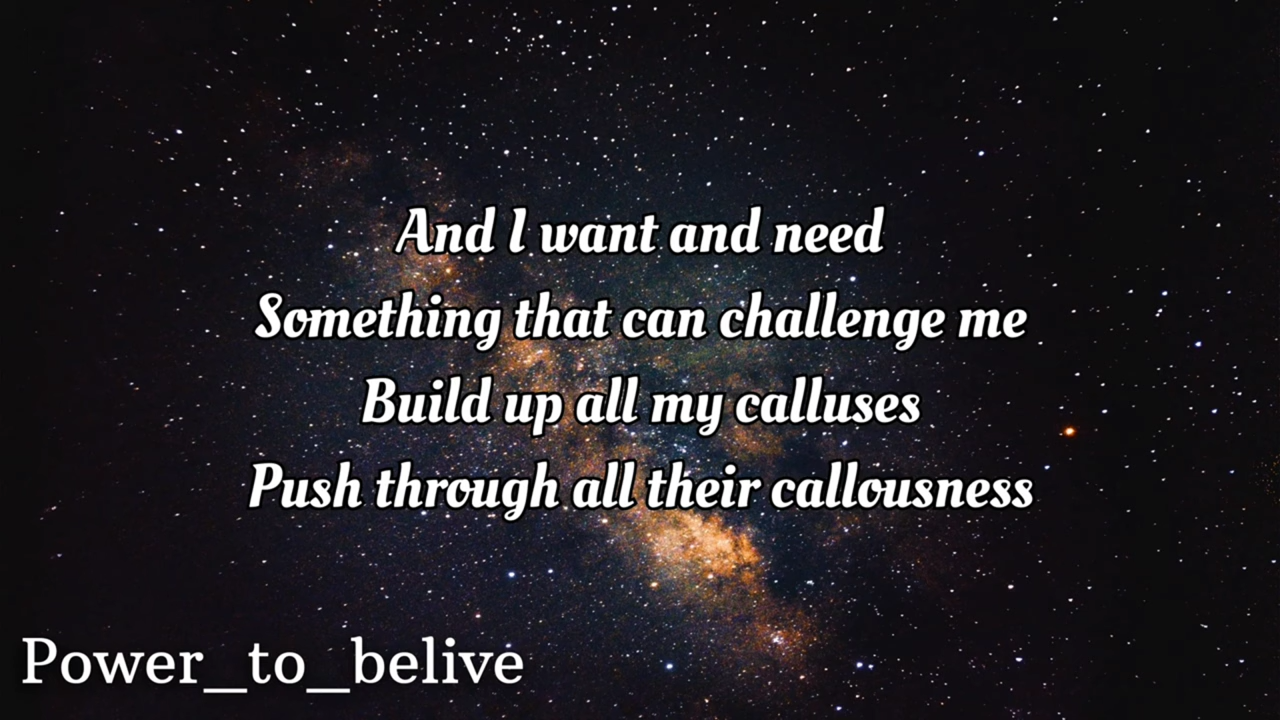 And I want and need
Something that can challenge me
Build up all my calluses
Push through all their callousness
Power_to_belive